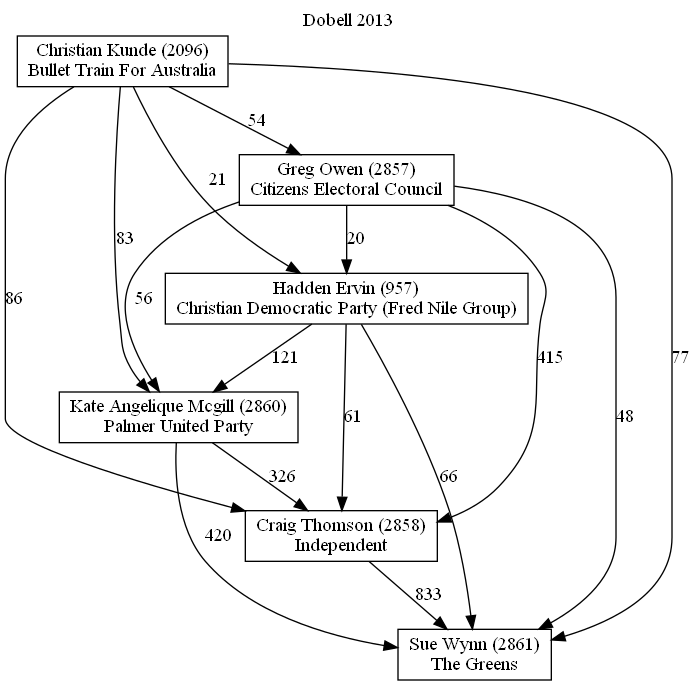 Dobell 2013
Christian Kunde (2096)
Bullet Train For Australia
54
Greg Owen (2857)
Citizens Electoral Council
21
83
56
20
86
Hadden Ervin (957)
Christian Democratic Party (Fred Nile Group)
121
415
77
Kate Angelique Mcgill (2860)
Palmer United Party
61
48
326
66
Craig Thomson (2858)
Independent
420
833
Sue Wynn (2861)
The Greens